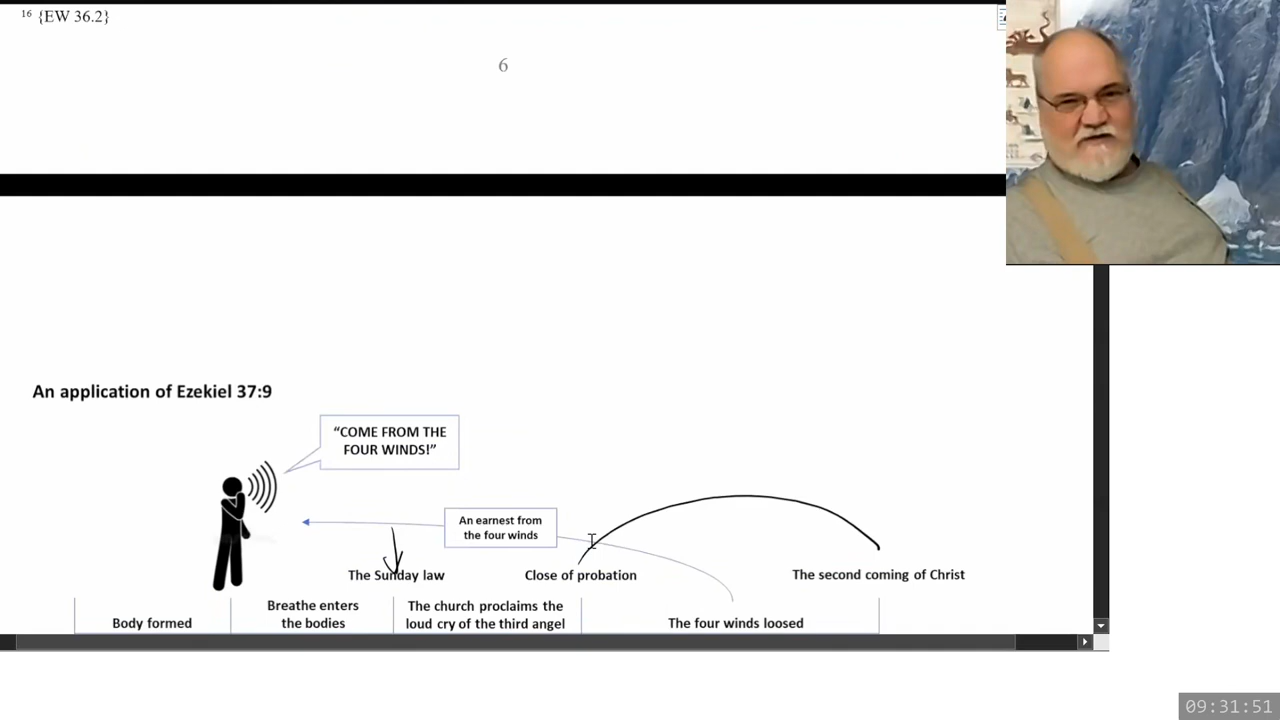 16 {EW 36.2}
6
An application of Ezekiel 37:9
“COME FROM THE
FOUR WINDS!”
An earnest from
the four winds
The Sunday law
Close of probation
The second coming of Christ
Body formed
Breathe enters
the bodies
The church proclaims the
loud cry of the third angel
The four winds loosed
09:31:51